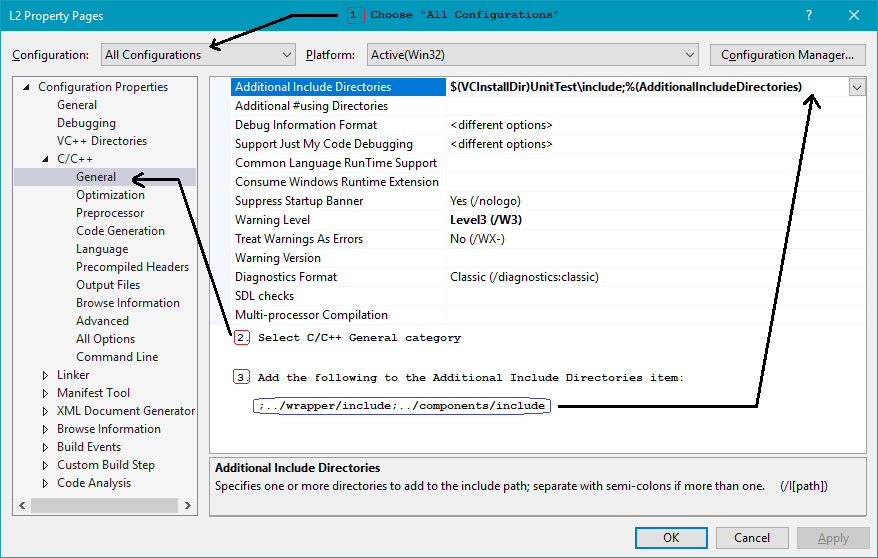 L2 Property Pages
1. Choose "All Configurations"
Configuration: All Configurations Platform: Active(Win32) Configuration Manager...
Configuration Properties
General
Debugging
VC++ Directories
C/C++
General
Optimization
Preprocessor
Code Generation
Language
Precompiled Headers
Output Files
Browse Information
Advanced
All Options
Command Line
Linker
Manifest Tool
XML Document Generator
Browse Information
Build Events
Custom Build Step
Code Analysis
Additional Include Directories $(VCInstallDir)UnitTest\include;%(AdditionalIncludeDirectories)
Additional #using Directories
Debug Information Format <different options>
Support Just My Code Debugging <different options>
Common Language RunTime Support
Consume Windows Runtime Extension
Suppress Startup Banner Yes (/nologo)
Warning Level Level3 (/W3)
Treat Warnings As Errors No (/WX-)
Warning Version
Diagnostics Format Classic (/diagnostics:classic)
SDL checks
Multi-processor Compilation
2. Select C/C++ General category
3. Add the following to the Additional Include Directories item:
;../wrapper/include;../components/include
Additional Include Directories
Specifies one or more directories to add to the include path; separate with semi-colons if more than one. (/I[path])
OK Cancel Apply